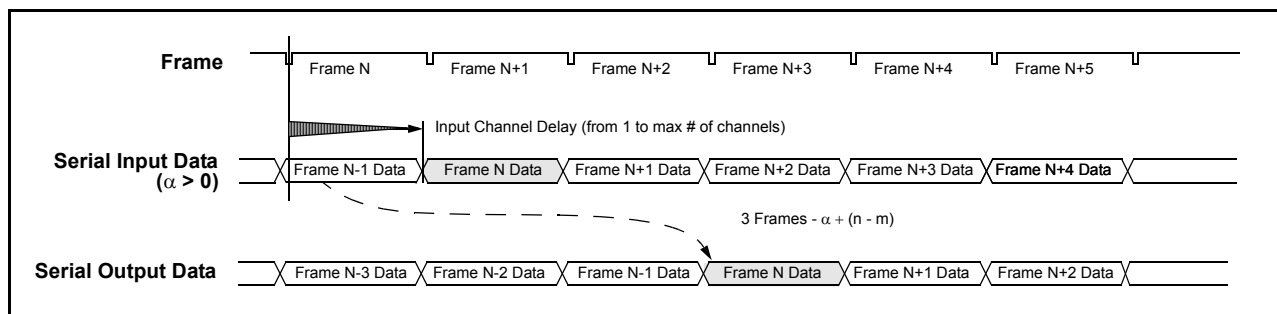 Frame
Frame N Frame N+1 Frame N+2 Frame N+3 Frame N+4 Frame N+5
Input Channel Delay (from 1 to max # of channels)
Serial Input Data
(α > 0)
Frame N-1 Data Frame N Data Frame N+1 Data Frame N+2 Data Frame N+3 Data Frame N+4 Data
3 Frames - α + (n - m)
Serial Output Data
Frame N-3 Data Frame N-2 Data Frame N-1 Data Frame N Data Frame N+1 Data Frame N+2 Data